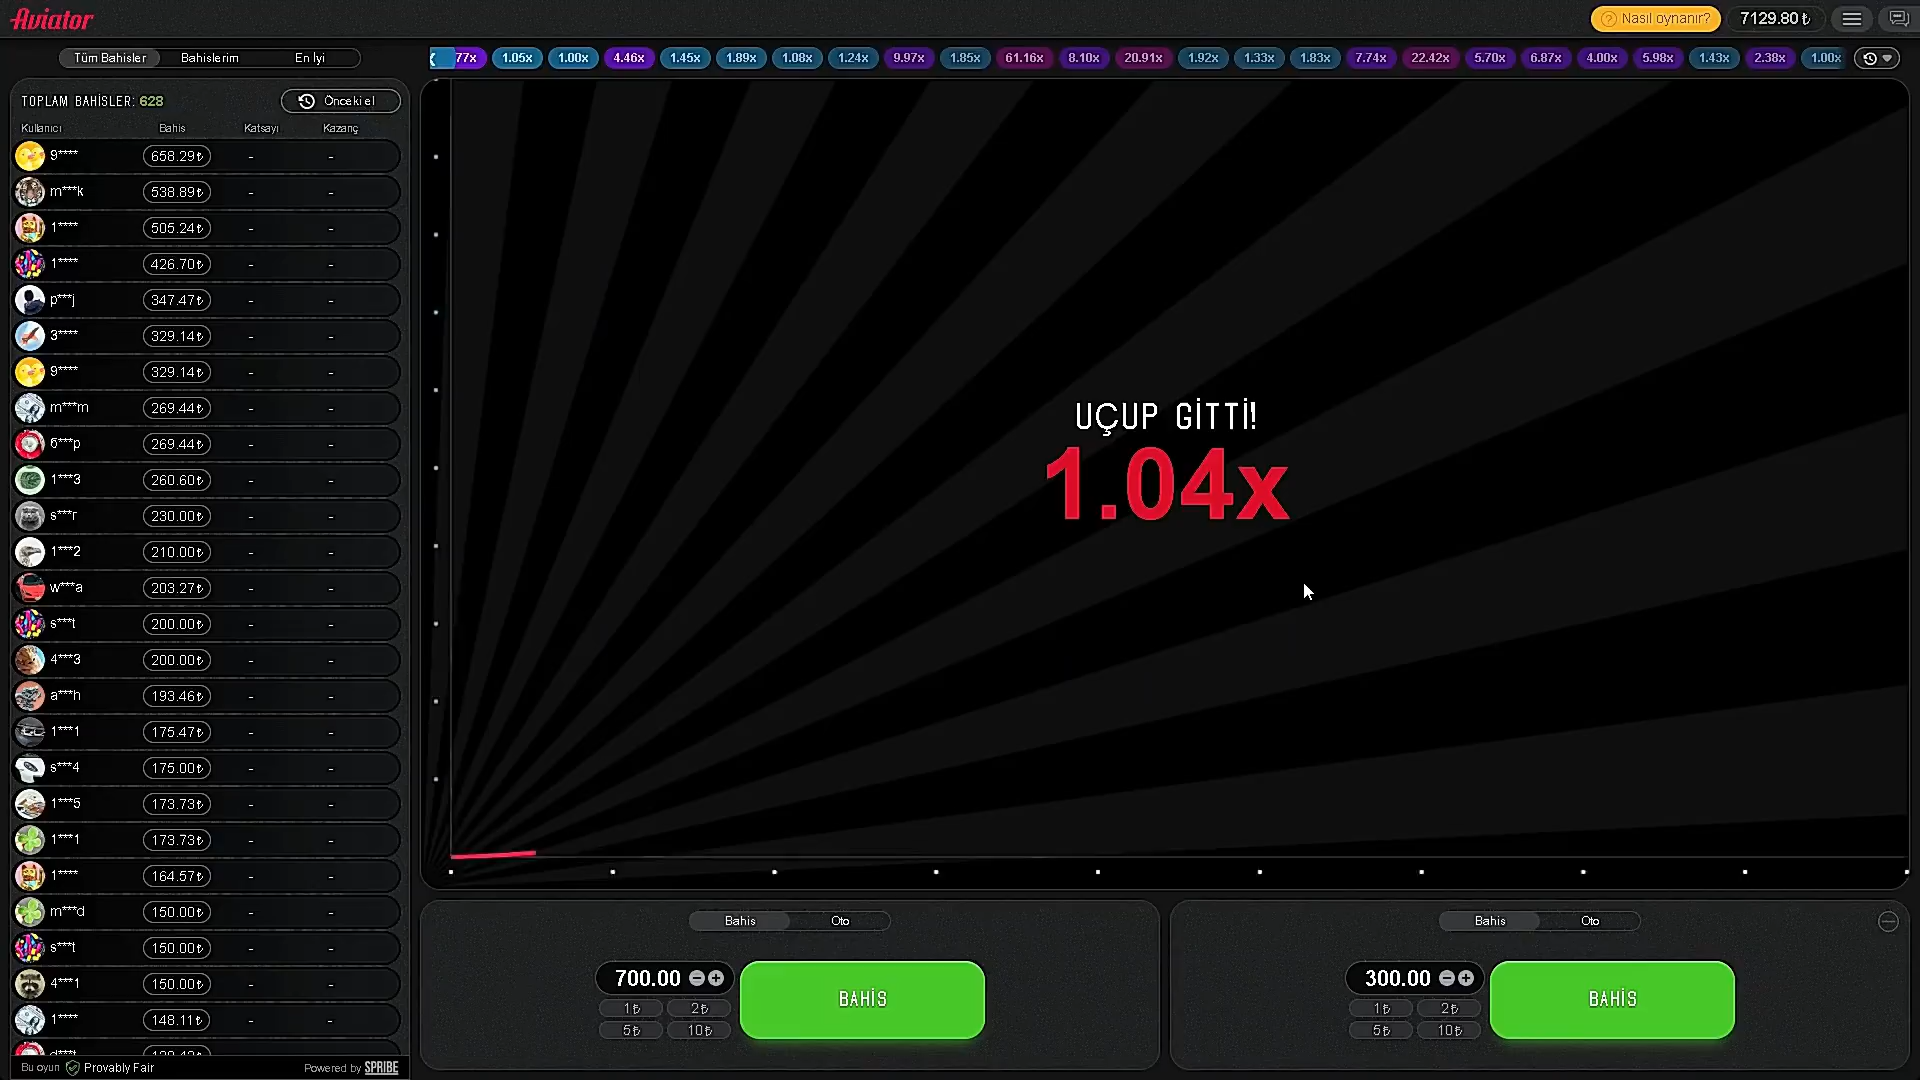 Aviator
Nasıl oynanır?
7129.80₺
Tüm Bahisler Bahislerim En İyi
77x 1.05x 1.00x 4.46x 1.45x 1.89x 1.08x 1.24x 9.97x 1.85x 61.16x 8.10x 20.91x 1.92x 1.33x 1.83x 7.74x 22.42x 5.70x 6.87x 4.00x 5.98x 1.43x 2.38x 1.00x
TOPLAM BAHİSLER: 628
Önceki el
Kullanıcı Bahis Katsayı Kazanç
9**** 658.29₺ - -
m***k 538.89₺ - -
1**** 505.24₺ - -
1**** 426.70₺ - -
p***j 347.47₺ - -
3**** 329.14₺ - -
9**** 329.14₺ - -
m***m 269.44₺ - -
6***p 269.44₺ - -
1***3 260.60₺ - -
s***r 230.00₺ - -
1***2 210.00₺ - -
w***a 203.27₺ - -
s***t 200.00₺ - -
4***3 200.00₺ - -
a***h 193.46₺ - -
1***1 175.47₺ - -
s***4 175.00₺ - -
1***5 173.73₺ - -
1***1 173.73₺ - -
1**** 164.57₺ - -
m***d 150.00₺ - -
s***t 150.00₺ - -
4***1 150.00₺ - -
1**** 148.11₺ - -
Bu oyun Provably Fair
Powered by SPRIBE
UÇUP GİTTİ!
1.04x
Bahis Oto
700.00
1₺ 2₺
5₺ 10₺
BAHİS
Bahis Oto
300.00
1₺ 2₺
5₺ 10₺
BAHİS